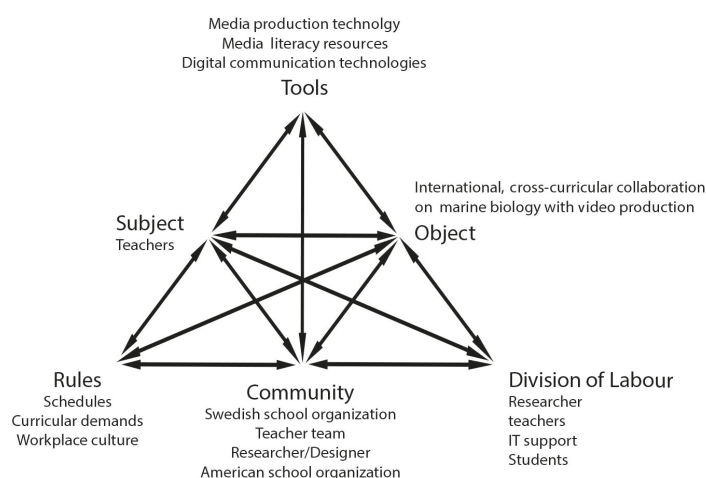 Media production technolgy
Media literacy resources
Digital communication technologies
Tools
International, cross-curricular collaboration
on marine biology with video production
Object
Subject
Teachers
Rules
Schedules
Curricular demands
Workplace culture
Community
Swedish school organization
Teacher team
Researcher/Designer
American school organization
Division of Labour
Researcher
teachers
IT support
Students